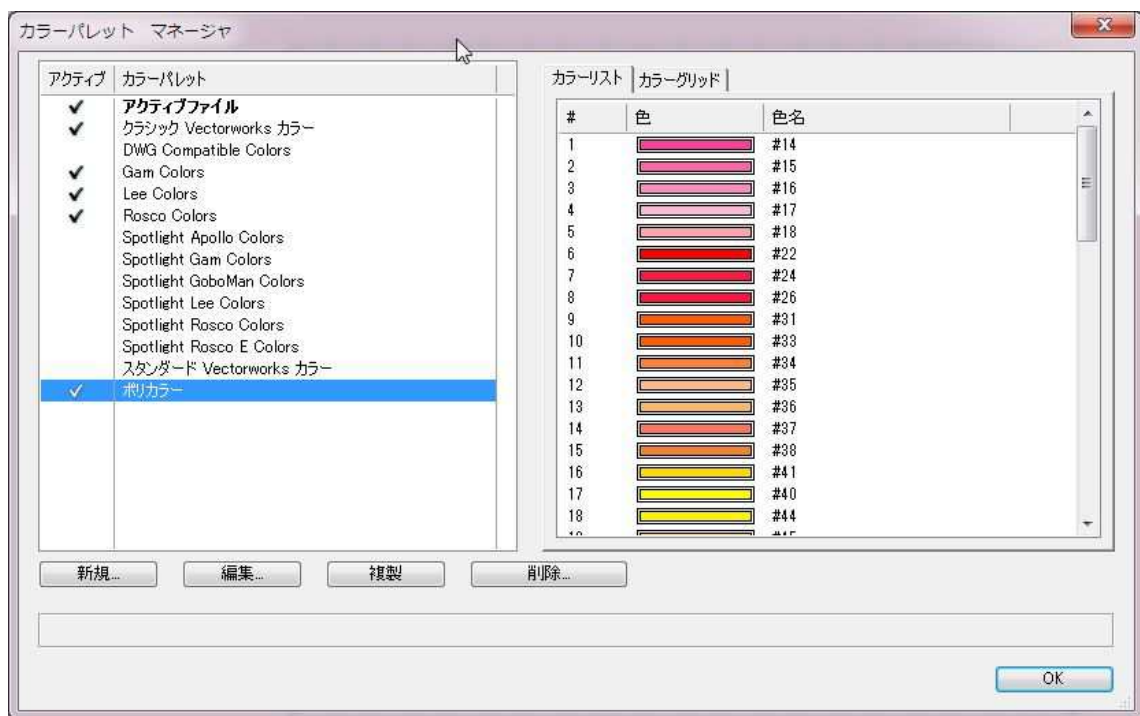 カラーパレット マネージャ
アクティブ カラーパレット
アクティブファイル
クラシック Vectorworks カラー
DWG Compatible Colors
Gam Colors
Lee Colors
Rosco Colors
Spotlight Apollo Colors
Spotlight Gam Colors
Spotlight GoboMan Colors
Spotlight Lee Colors
Spotlight Rosco Colors
Spotlight Rosco E Colors
スタンダード Vectorworks カラー
ポリカラー
カラーリスト カラーグリッド
# 色 色名
1 #14
2 #15
3 #16
4 #17
5 #18
6 #22
7 #24
8 #26
9 #31
10 #33
11 #34
12 #35
13 #36
14 #37
15 #38
16 #41
17 #40
18 #44
新規... 編集... 複製 削除...
OK